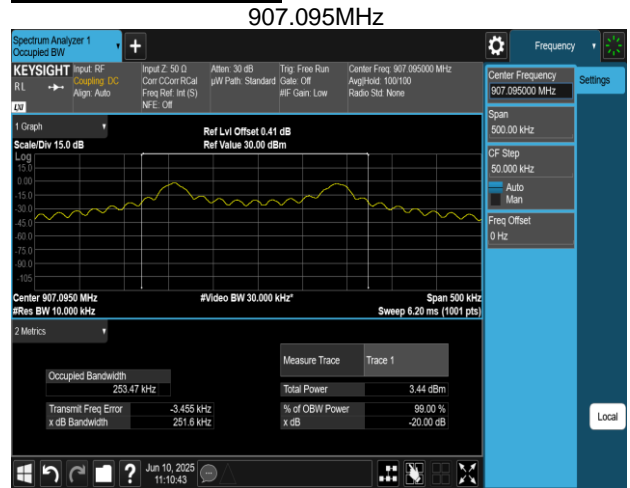 907.095MHz
Spectrum Analyzer 1
Occupied BW
Frequency
KEYSIGHT
RL
LXI
Input: RF
Coupling: DC
Align: Auto
Input Z: 50 Ω
Corr CCorr RCal
Freq Ref: Int (S)
NFE: Off
Atten: 30 dB
µW Path: Standard
Trig: Free Run
Gate: Off
#IF Gain: Low
Center Freq: 907.095000 MHz
Avg|Hold: 100/100
Radio Std: None
Center Frequency
907.095000 MHz
Settings
Span
500.00 kHz
CF Step
50.000 kHz
Auto
Man
Freq Offset
0 Hz
1 Graph
Scale/Div 15.0 dB
Ref Lvl Offset 0.41 dB
Ref Value 30.00 dBm
Log
15.0
0.00
-15.0
-30.0
-45.0
-60.0
-75.0
-90.0
-105
Center 907.0950 MHz
#Video BW 30.000 kHz*
Span 500 kHz
#Res BW 10.000 kHz
Sweep 6.20 ms (1001 pts)
2 Metrics
Measure Trace Trace 1
Occupied Bandwidth
253.47 kHz
Total Power 3.44 dBm
Transmit Freq Error -3.455 kHz
% of OBW Power 99.00 %
x dB Bandwidth 251.6 kHz
x dB -20.00 dB
Local
?
Jun 10, 2025
11:10:43